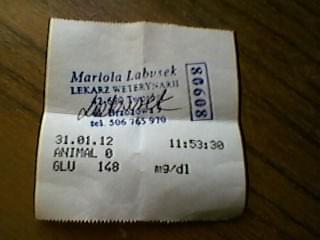 Mariola Labusek
LEKARZ WETERYNARII
tel. 506 765 970
80908
31.01.12 11:53:30
ANIMAL 0
GLU 148 mg/dl